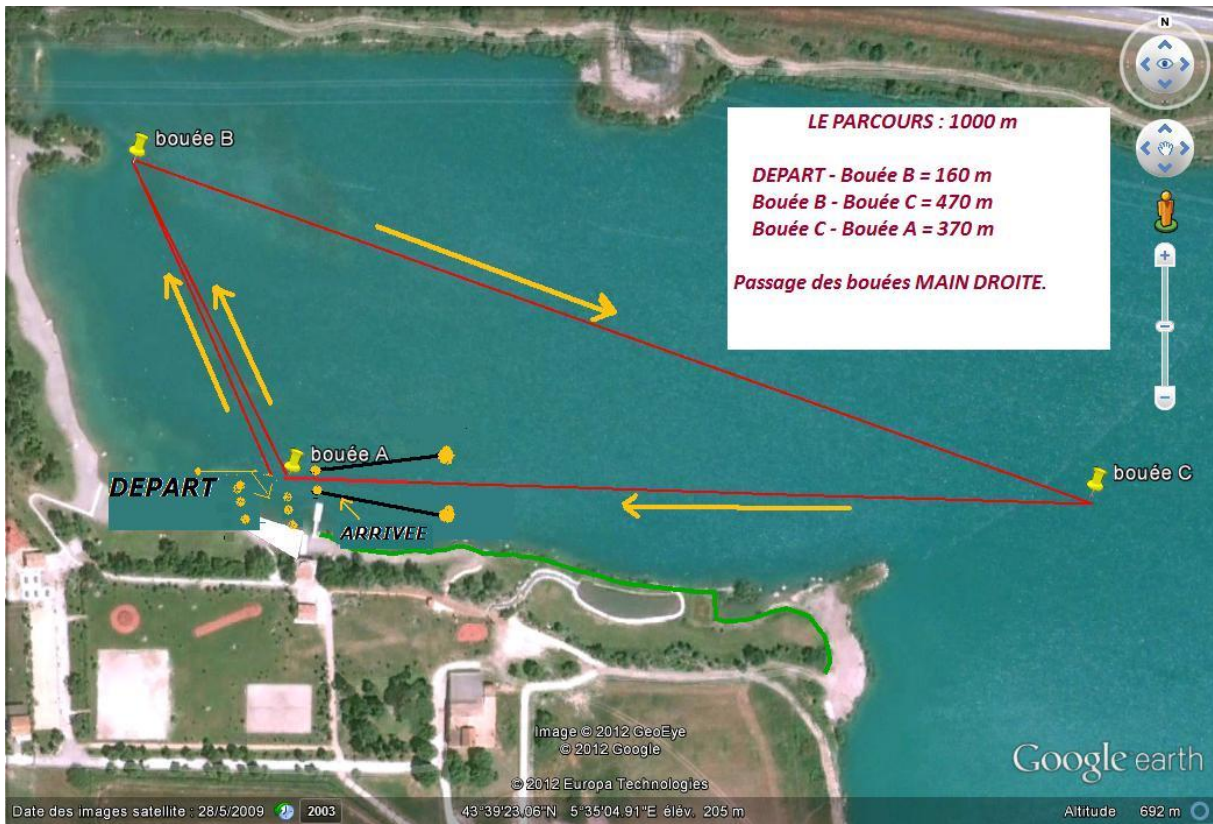 N
bouée B
LE PARCOURS : 1000 m
DEPART - Bouée B = 160 m
Bouée B - Bouée C = 470 m
Bouée C - Bouée A = 370 m
Passage des bouées MAIN DROITE.
bouée A
bouée C
DEPART
ARRIVEE
Image © 2012 GeoEye
© 2012 Google
© 2012 Europa Technologies
Google earth
Date des images satellite : 28/5/2009 2003 43°39'23.06"N 5°35'04.91"E élév. 205 m Altitude 692 m